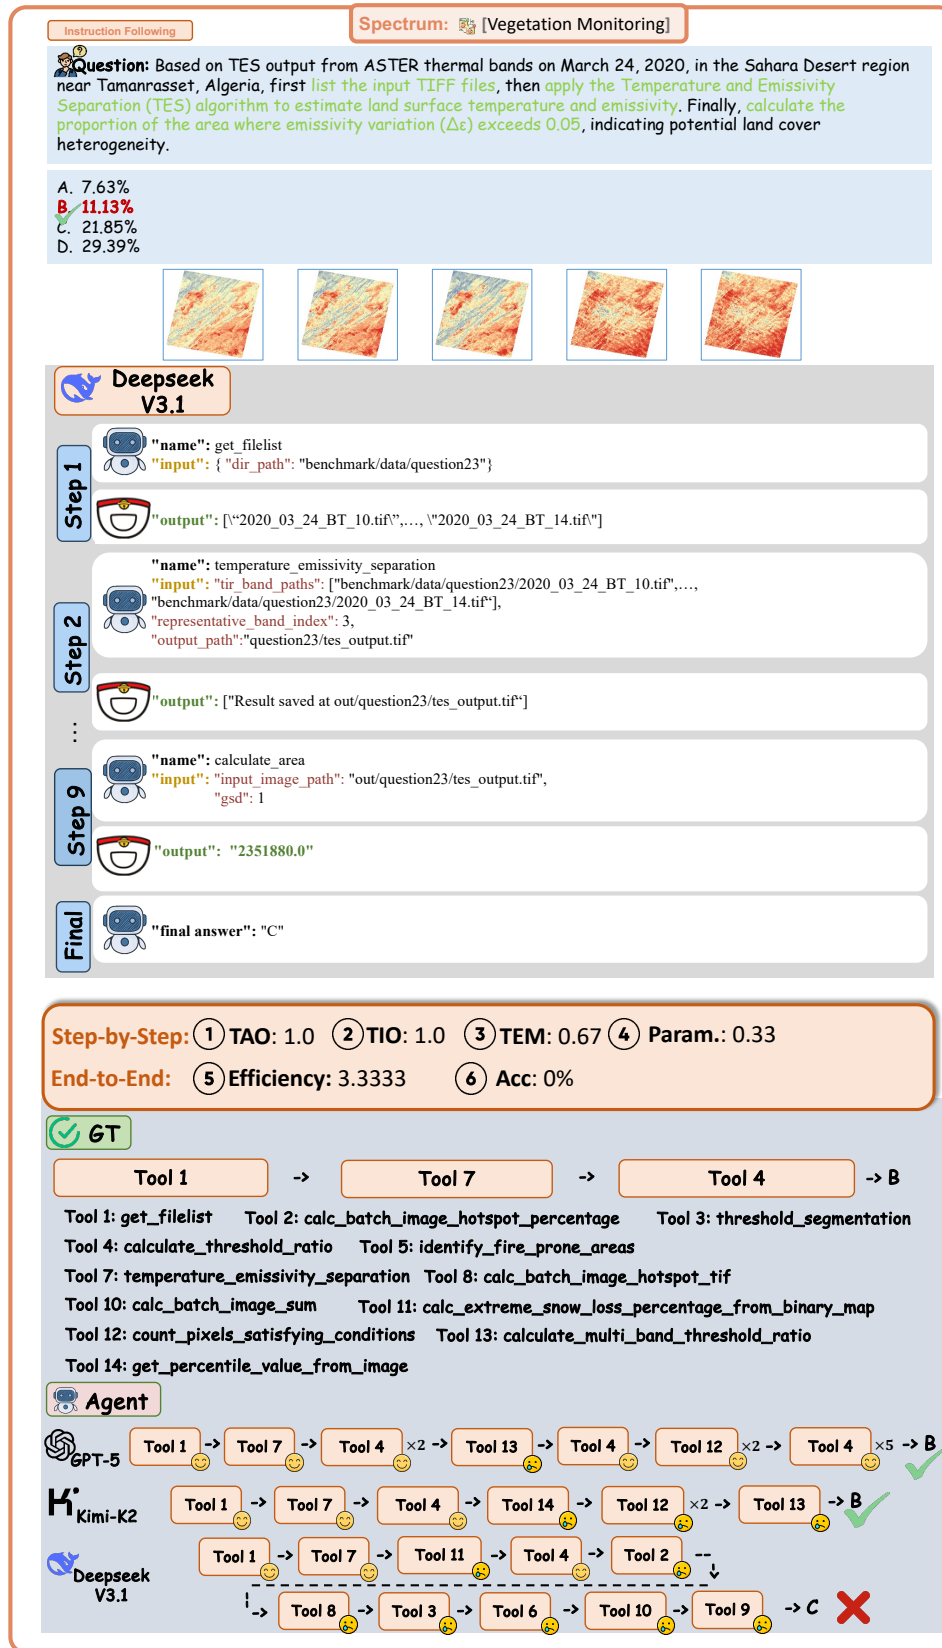 Instruction Following
Spectrum: [Vegetation Monitoring]
Question: Based on TES output from ASTER thermal bands on March 24, 2020, in the Sahara Desert region
near Tamanrasset, Algeria, first list the input TIFF files, then apply the Temperature and Emissivity
Separation (TES) algorithm to estimate land surface temperature and emissivity. Finally, calculate the
proportion of the area where emissivity variation (Δε) exceeds 0.05, indicating potential land cover
heterogeneity.
A. 7.63%
B. 11.13%
C. 21.85%
D. 29.39%
Deepseek
V3.1
Step 1
"name": get_filelist
"input": { "dir_path": "benchmark/data/question23"}
"output": [\“2020_03_24_BT_10.tif\”,…, \"2020_03_24_BT_14.tif\"]
Step 2
"name": temperature_emissivity_separation
"input": "tir_band_paths": ["benchmark/data/question23/2020_03_24_BT_10.tif",…,
"benchmark/data/question23/2020_03_24_BT_14.tif“],
"representative_band_index": 3,
"output_path":"question23/tes_output.tif"
"output": ["Result saved at out/question23/tes_output.tif“]
⋮
Step 9
"name": calculate_area
"input": "input_image_path": "out/question23/tes_output.tif",
"gsd": 1
"output": "2351880.0"
Final
"final answer": "C"
Step-by-Step: 1 TAO: 1.0 2 TIO: 1.0 3 TEM: 0.67 4 Param.: 0.33
End-to-End: 5 Efficiency: 3.3333 6 Acc: 0%
GT
Tool 1 -> Tool 7 -> Tool 4 -> B
Tool 1: get_filelist Tool 2: calc_batch_image_hotspot_percentage Tool 3: threshold_segmentation
Tool 4: calculate_threshold_ratio Tool 5: identify_fire_prone_areas
Tool 7: temperature_emissivity_separation Tool 8: calc_batch_image_hotspot_tif
Tool 10: calc_batch_image_sum Tool 11: calc_extreme_snow_loss_percentage_from_binary_map
Tool 12: count_pixels_satisfying_conditions Tool 13: calculate_multi_band_threshold_ratio
Tool 14: get_percentile_value_from_image
Agent
GPT-5 Tool 1 -> Tool 7 -> Tool 4 ×2 -> Tool 13 -> Tool 4 -> Tool 12 ×2 -> Tool 4 ×5 -> B
Kimi-K2 Tool 1 -> Tool 7 -> Tool 4 -> Tool 14 -> Tool 12 ×2 -> Tool 13 -> B
Deepseek
V3.1
Tool 1 -> Tool 7 -> Tool 11 -> Tool 4 -> Tool 2
-> Tool 8 -> Tool 3 -> Tool 6 -> Tool 10 -> Tool 9 -> C